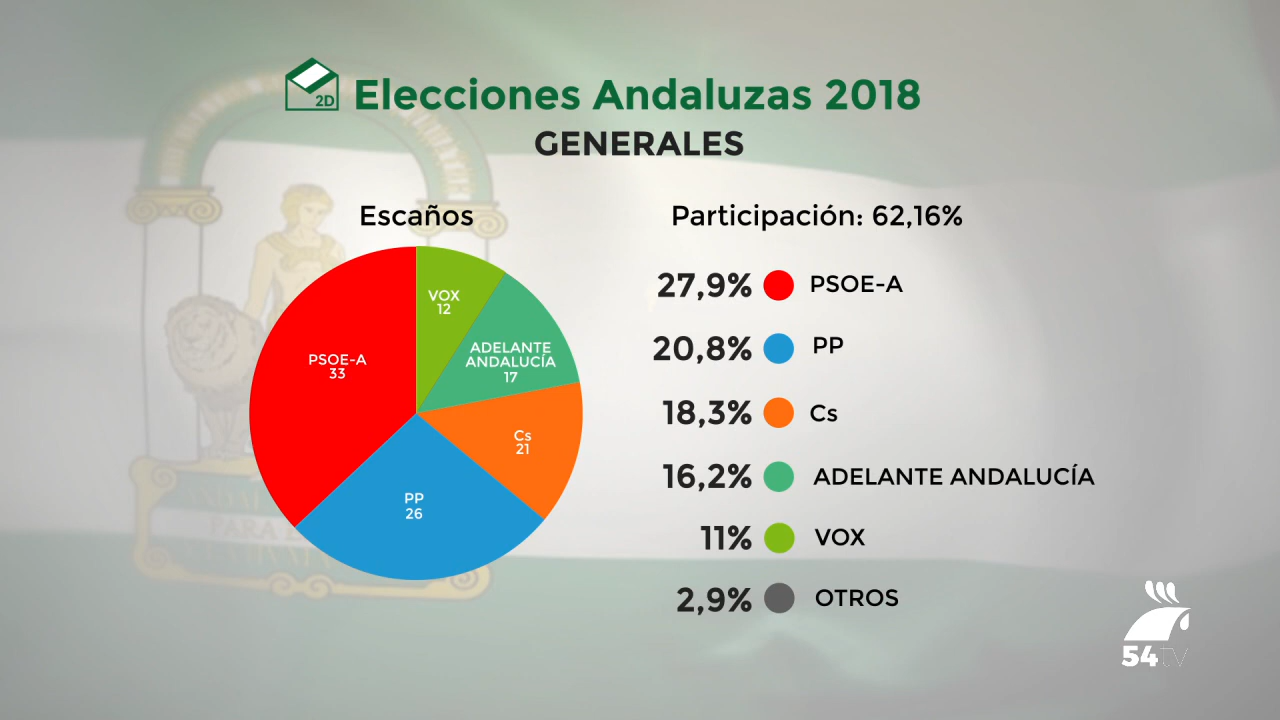 2D
Elecciones Andaluzas 2018
GENERALES
Escaños
Participación: 62,16%
VOX
12
ADELANTE
ANDALUCÍA
17
PSOE-A
33
Cs
21
PP
26
27,9% PSOE-A
20,8% PP
18,3% Cs
16,2% ADELANTE ANDALUCÍA
11% VOX
2,9% OTROS
54TV